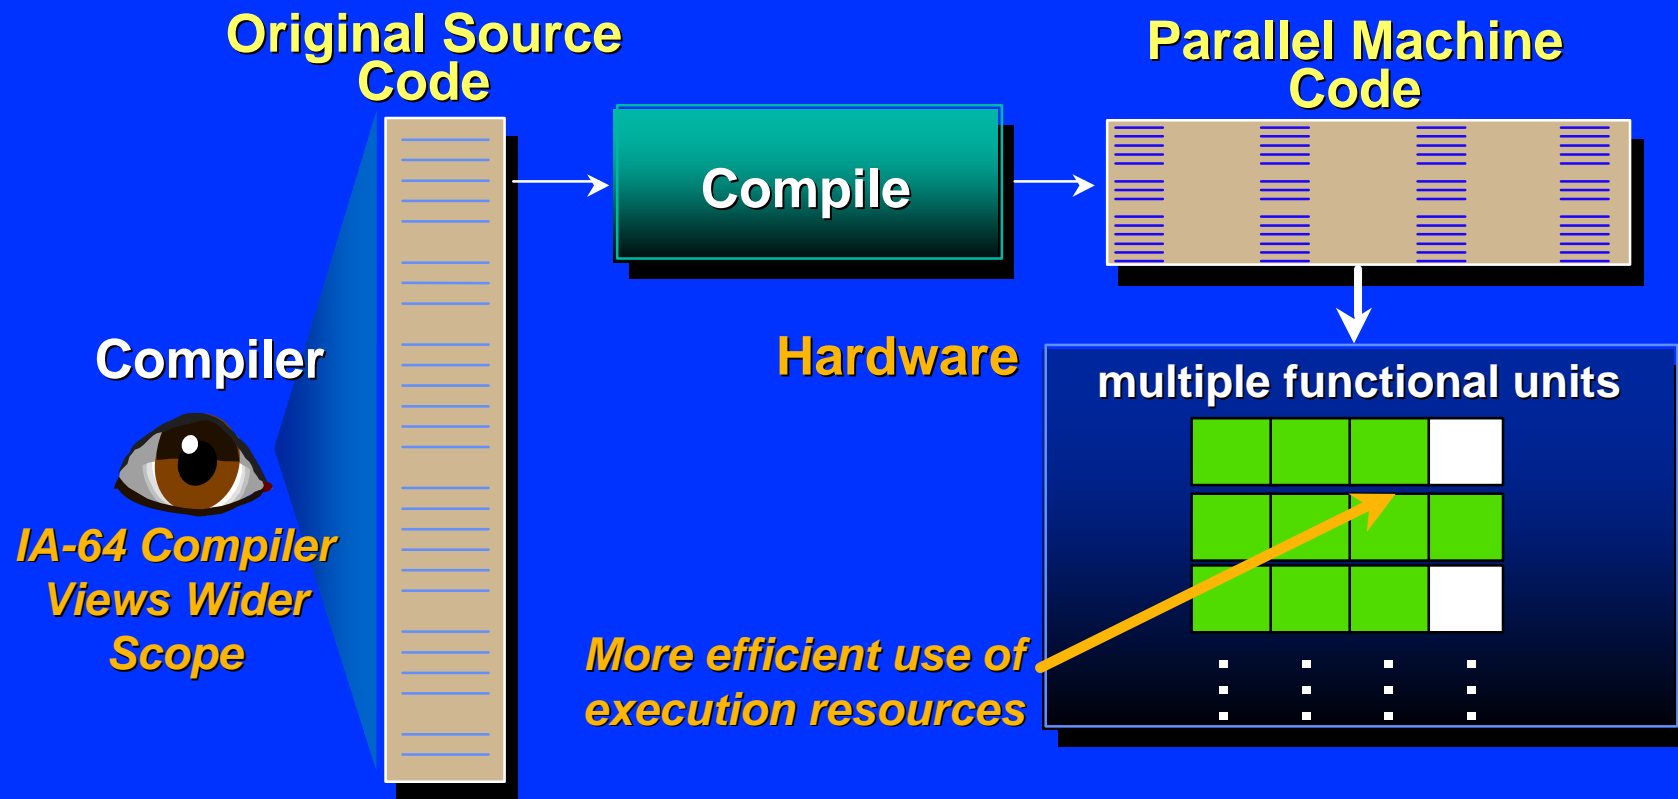 Original Source
Code
Parallel Machine
Code
Compile
Compiler
Hardware
multiple functional units
IA-64 Compiler
Views Wider
Scope
More efficient use of
execution resources